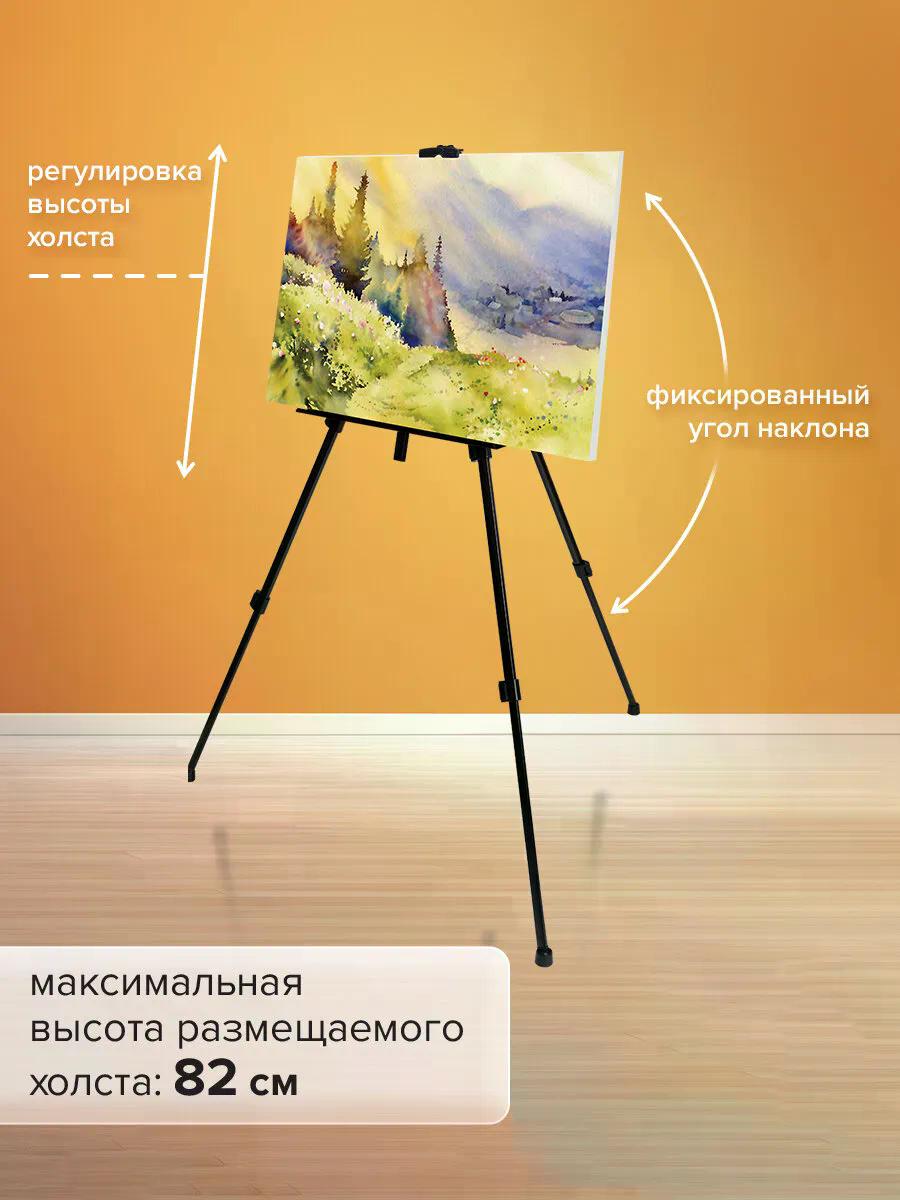 регулировка
высоты
холста
фиксированный
угол наклона
максимальная
высота размещаемого
холста: 82 см